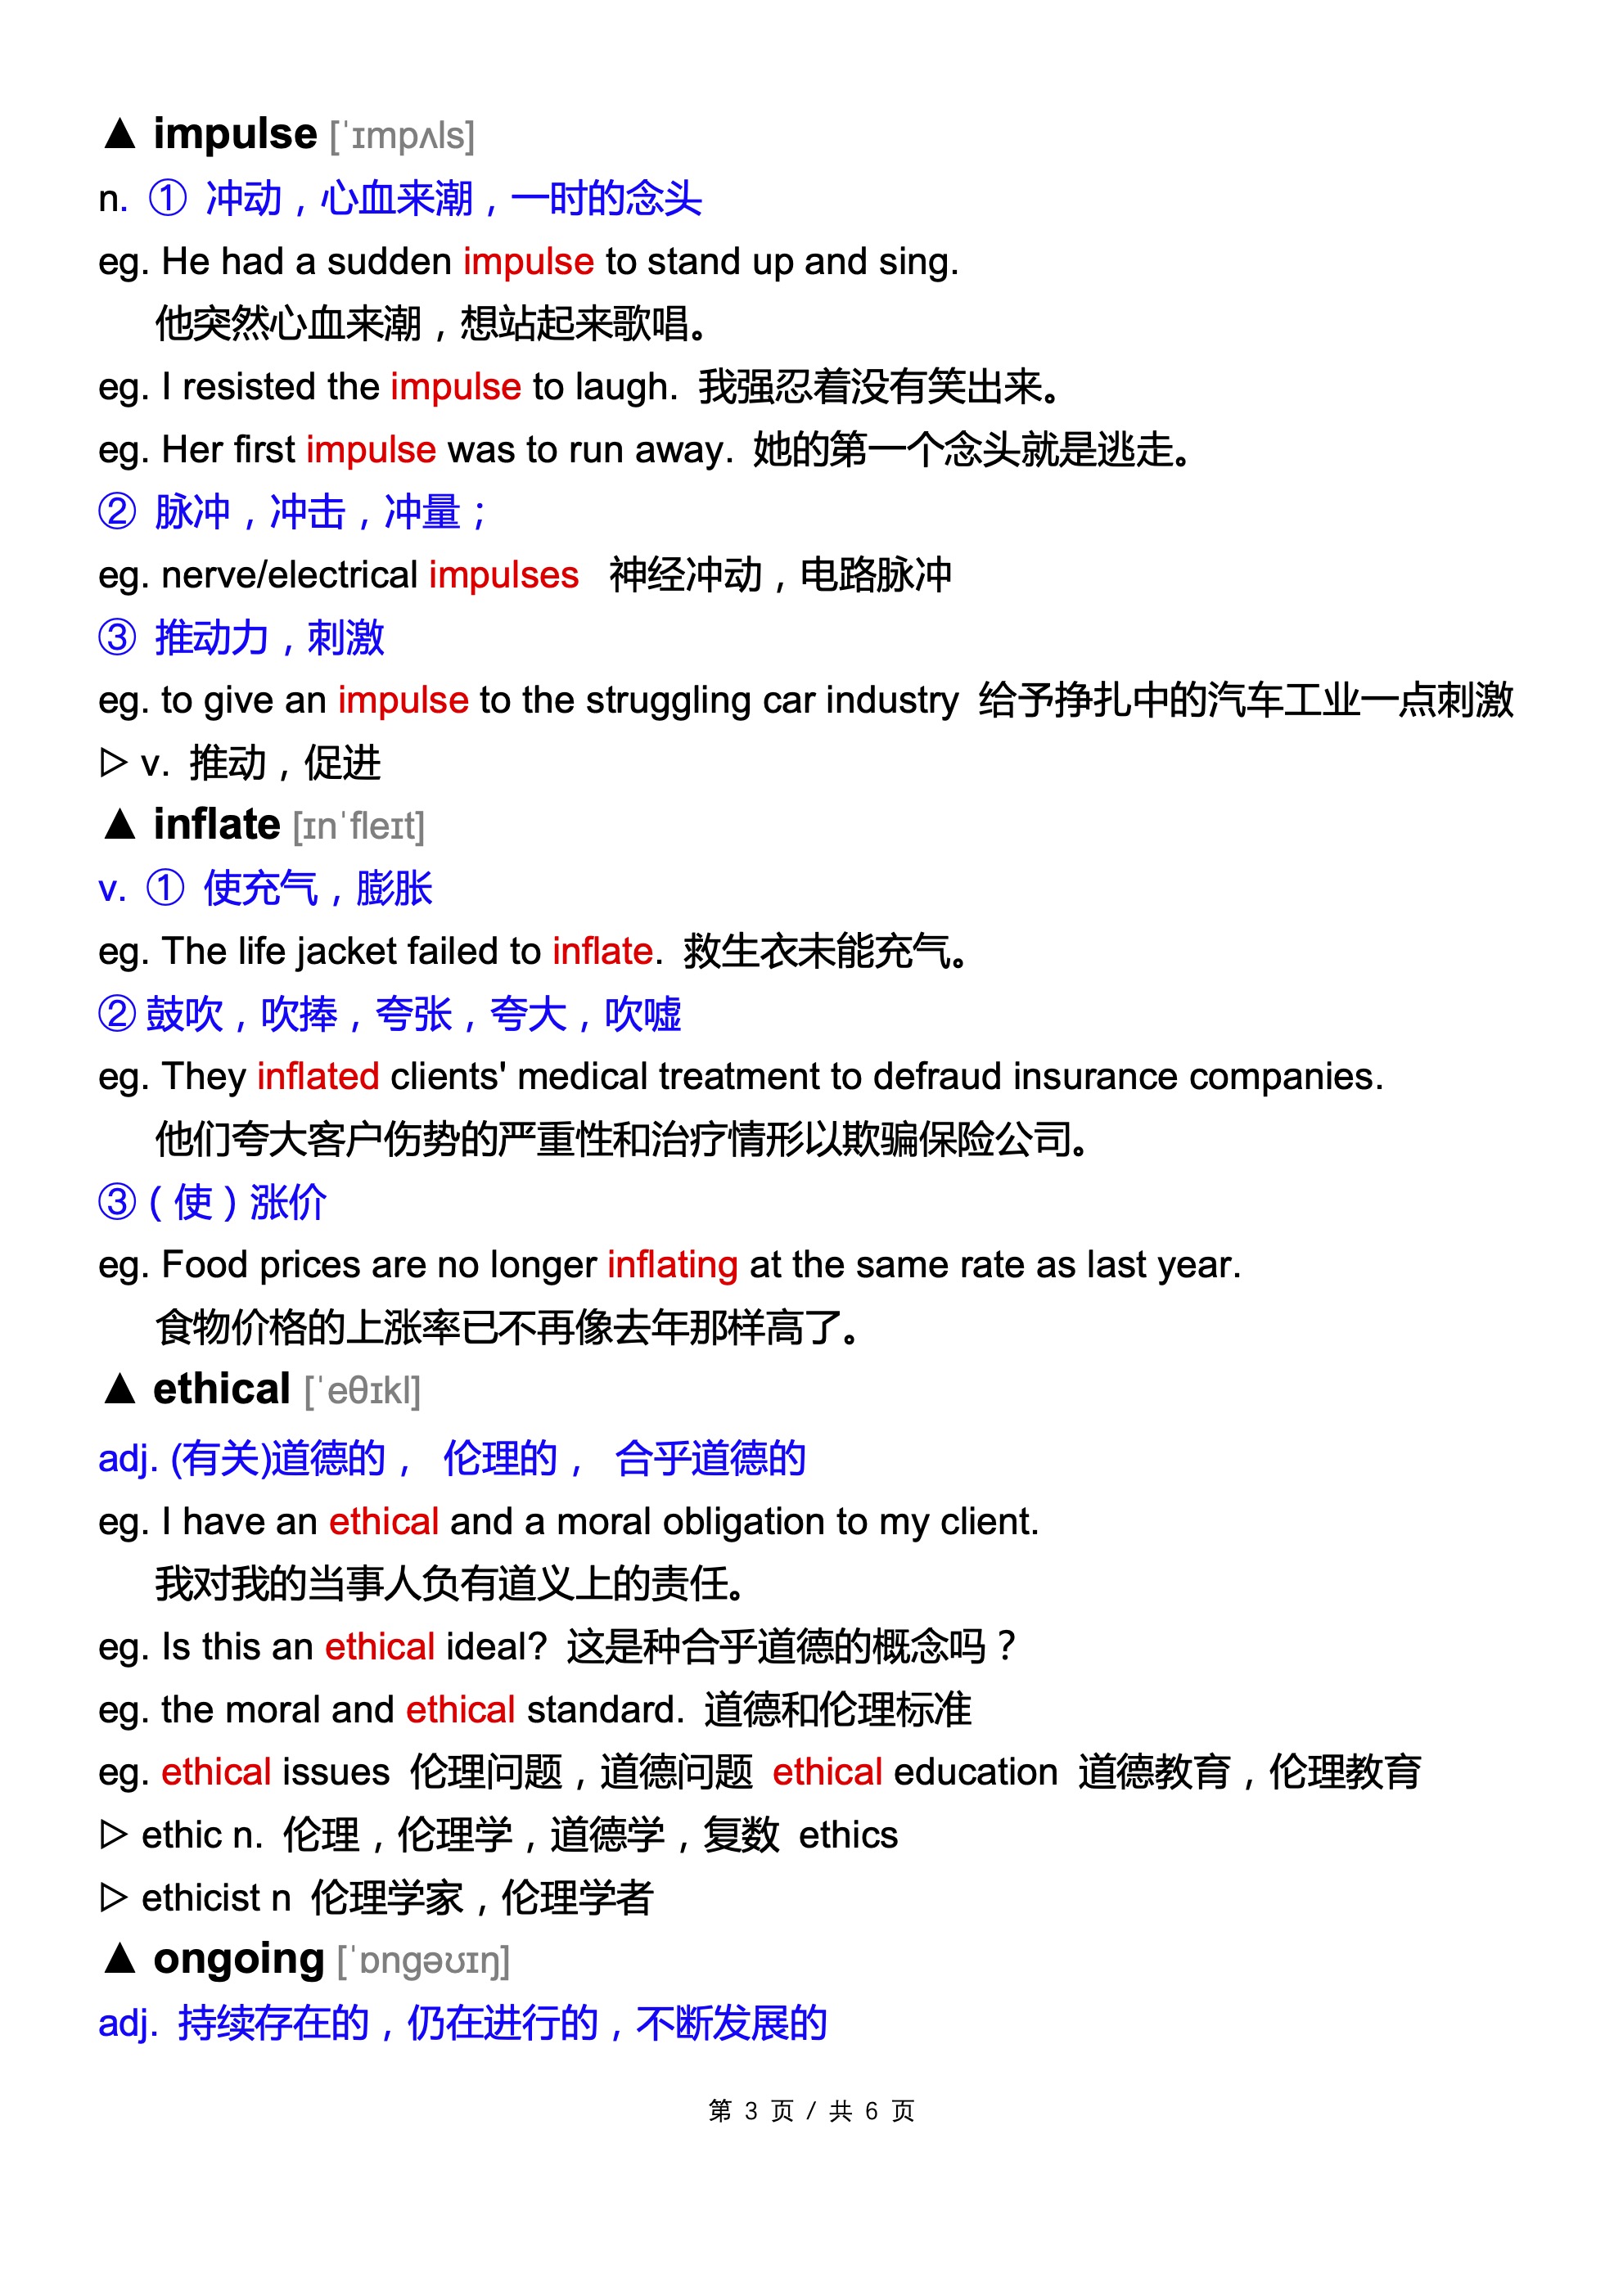 ▲ impulse [ˈɪmpʌls]
n. ① 冲动，心血来潮，一时的念头
eg. He had a sudden impulse to stand up and sing.
他突然心血来潮，想站起来歌唱。
eg. I resisted the impulse to laugh. 我强忍着没有笑出来。
eg. Her first impulse was to run away. 她的第一个念头就是逃走。
② 脉冲，冲击，冲量；
eg. nerve/electrical impulses 神经冲动，电路脉冲
③ 推动力，刺激
eg. to give an impulse to the struggling car industry 给予挣扎中的汽车工业一点刺激
▷ v. 推动，促进
▲ inflate [ɪnˈfleɪt]
v. ① 使充气，膨胀
eg. The life jacket failed to inflate. 救生衣未能充气。
② 鼓吹，吹捧，夸张，夸大，吹嘘
eg. They inflated clients' medical treatment to defraud insurance companies.
他们夸大客户伤势的严重性和治疗情形以欺骗保险公司。
③（使）涨价
eg. Food prices are no longer inflating at the same rate as last year.
食物价格的上涨率已不再像去年那样高了。
▲ ethical [ˈeθɪkl]
adj. (有关)道德的， 伦理的， 合乎道德的
eg. I have an ethical and a moral obligation to my client.
我对我的当事人负有道义上的责任。
eg. Is this an ethical ideal? 这是种合乎道德的概念吗？
eg. the moral and ethical standard. 道德和伦理标准
eg. ethical issues 伦理问题，道德问题 ethical education 道德教育，伦理教育
▷ ethic n. 伦理，伦理学，道德学，复数 ethics
▷ ethicist n 伦理学家，伦理学者
▲ ongoing [ˈɒngəʊɪŋ]
adj. 持续存在的，仍在进行的，不断发展的
第 3 页 / 共 6 页